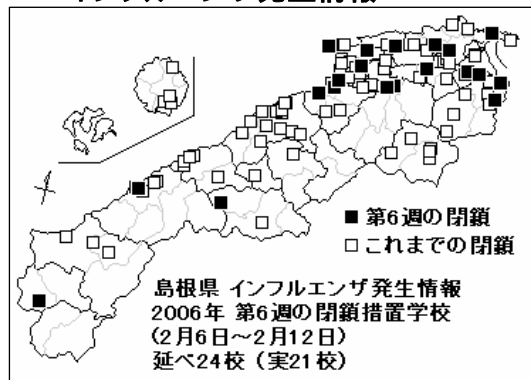 ■ 第6週の閉鎖
□ これまでの閉鎖
島根県 インフルエンザ発生情報
2006年 第6週の閉鎖措置学校
(2月6日～2月12日)
延べ24校（実21校）